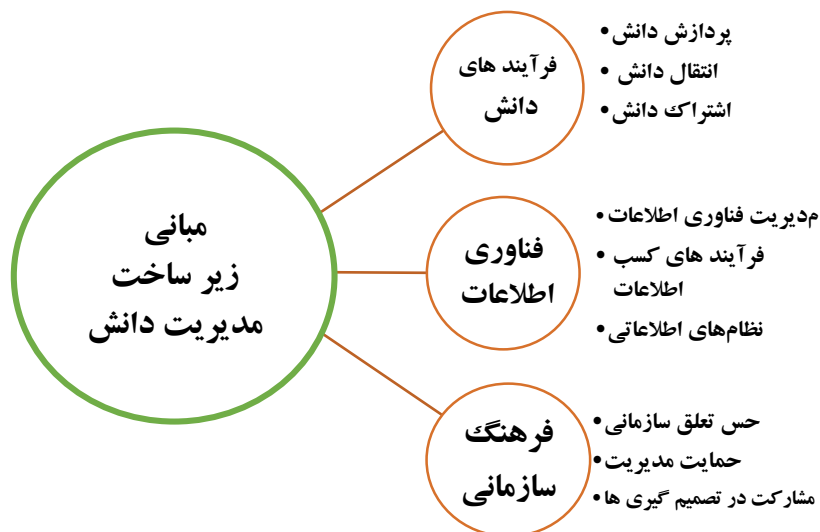 مبانی
زیر ساخت
مدیریت دانش
فرآیند های
دانش
• پردازش دانش
• انتقال دانش
• اشتراک دانش
فناوری
اطلاعات
• مدیریت فناوری اطلاعات
• فرآیند های کسب
اطلاعات
• نظام‌های اطلاعاتی
فرهنگ
سازمانی
• حس تعلق سازمانی
• حمایت مدیریت
• مشارکت در تصمیم گیری ها